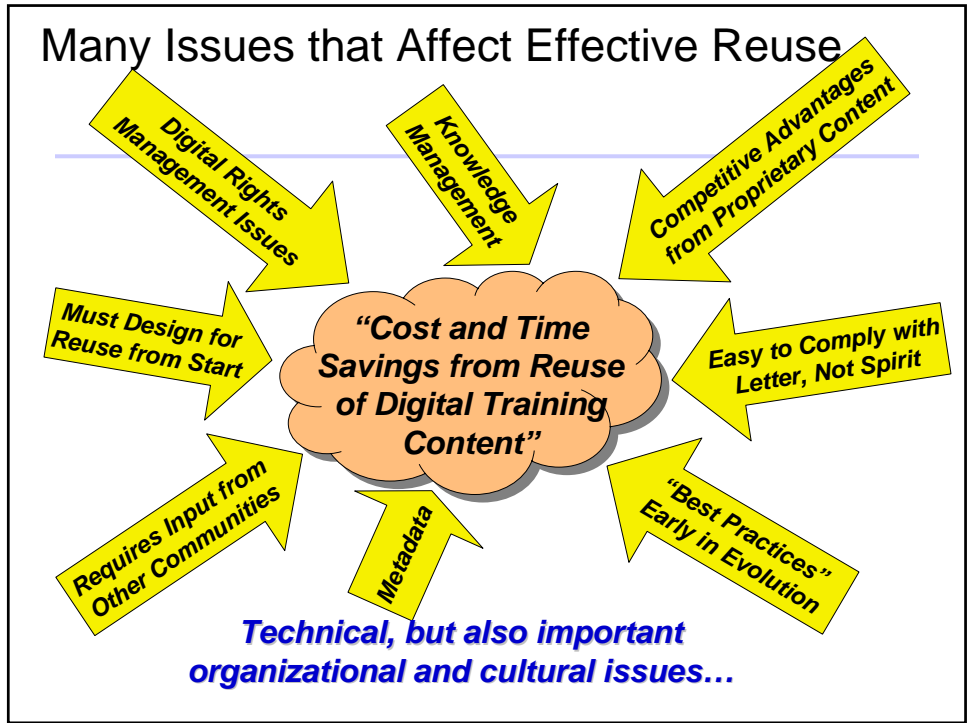 Many Issues that Affect Effective Reuse
Digital Rights
Management Issues
Knowledge
Management
Competitive Advantages
from Proprietary Content
Must Design for
Reuse from Start
“Cost and Time
Savings from Reuse
of Digital Training
Content”
Easy to Comply with
Letter, Not Spirit
Requires Input from
Other Communities
Metadata
“Best Practices”
Early in Evolution
Technical, but also important
organizational and cultural issues…